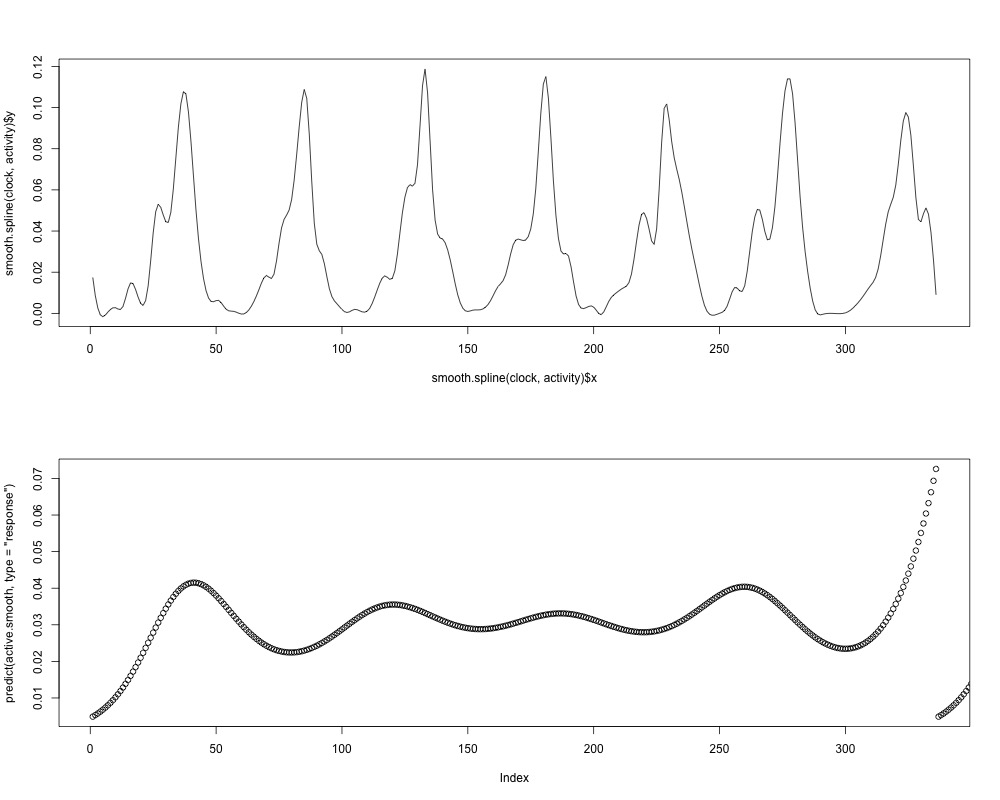 smooth.spline(clock, activity)$y
0.00 0.02 0.04 0.06 0.08 0.10 0.12
0 50 100 150 200 250 300
smooth.spline(clock, activity)$x
predict(active.smooth, type = "response")
0.01 0.02 0.03 0.04 0.05 0.06 0.07
0 50 100 150 200 250 300
Index